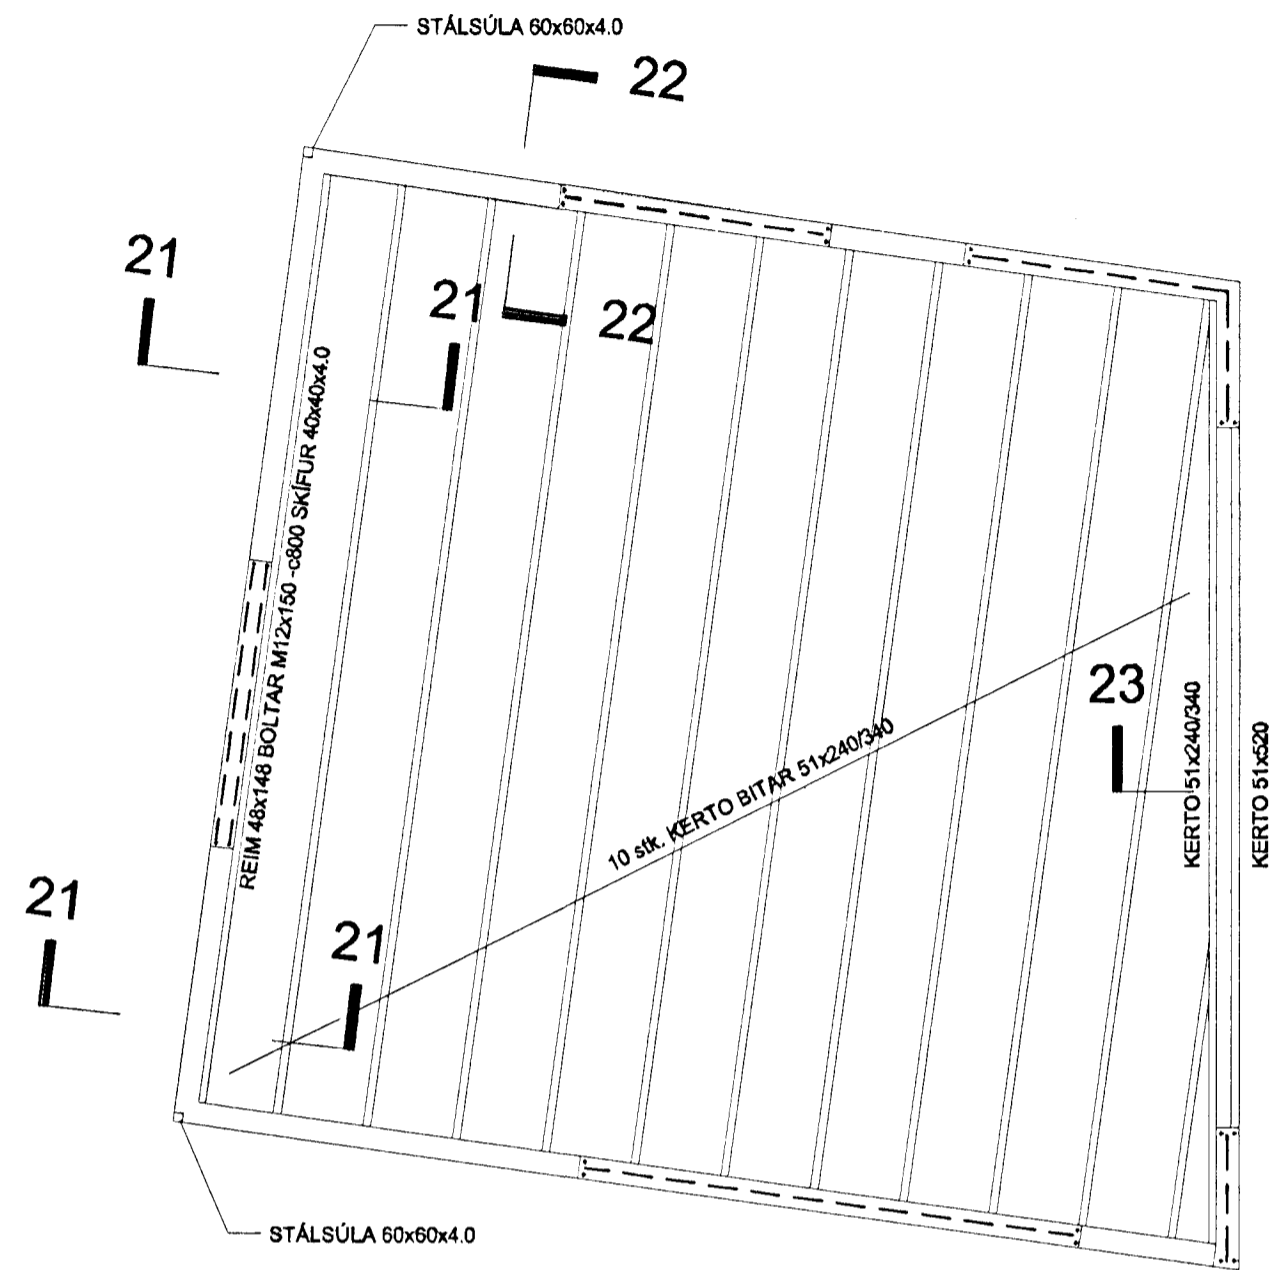 STÁLSÚLA 60x60x4.0
22
21
21
22
REIM 48x148 BOLTAR M12x150 -c800 SKÍFUR 40x40x4.0
23
KERTO 51x240/340
KERTO 51x520
10 stk. KERTO BITAR 51x240/340
21
21
STÁLSÚLA 60x60x4.0